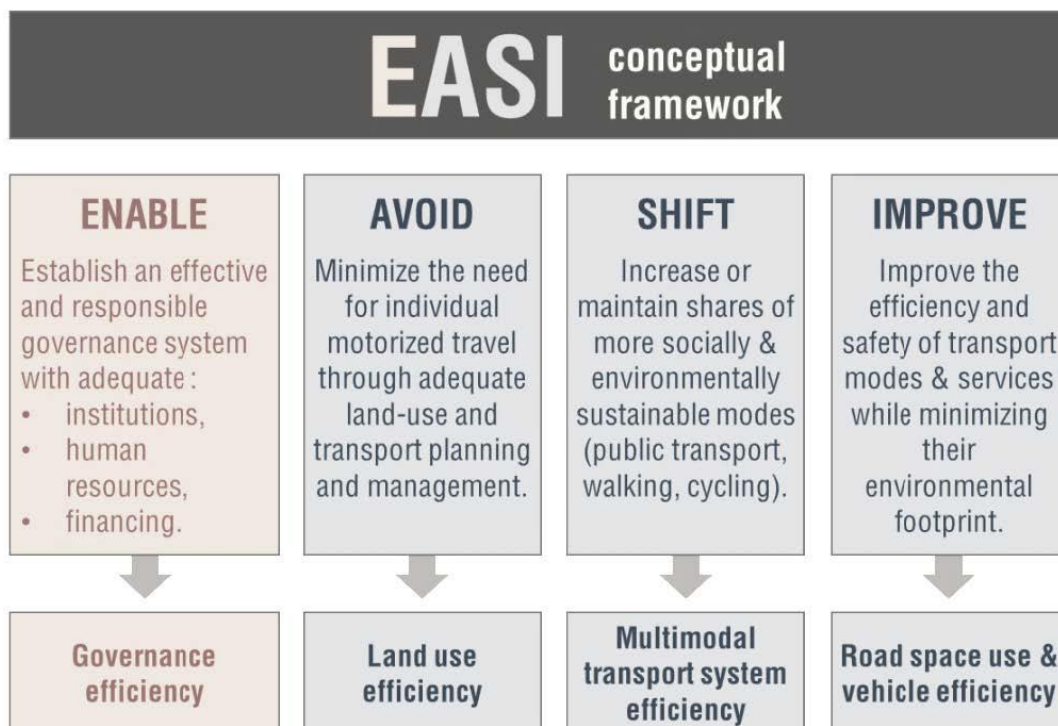 EASI conceptual
framework
ENABLE
Establish an effective
and responsible
governance system
with adequate :
• institutions,
• human
resources,
• financing.
Governance
efficiency
AVOID
Minimize the need
for individual
motorized travel
through adequate
land-use and
transport planning
and management.
Land use
efficiency
SHIFT
Increase or
maintain shares of
more socially &
environmentally
sustainable modes
(public transport,
walking, cycling).
Multimodal
transport system
efficiency
IMPROVE
Improve the
efficiency and
safety of transport
modes & services
while minimizing
their
environmental
footprint.
Road space use &
vehicle efficiency